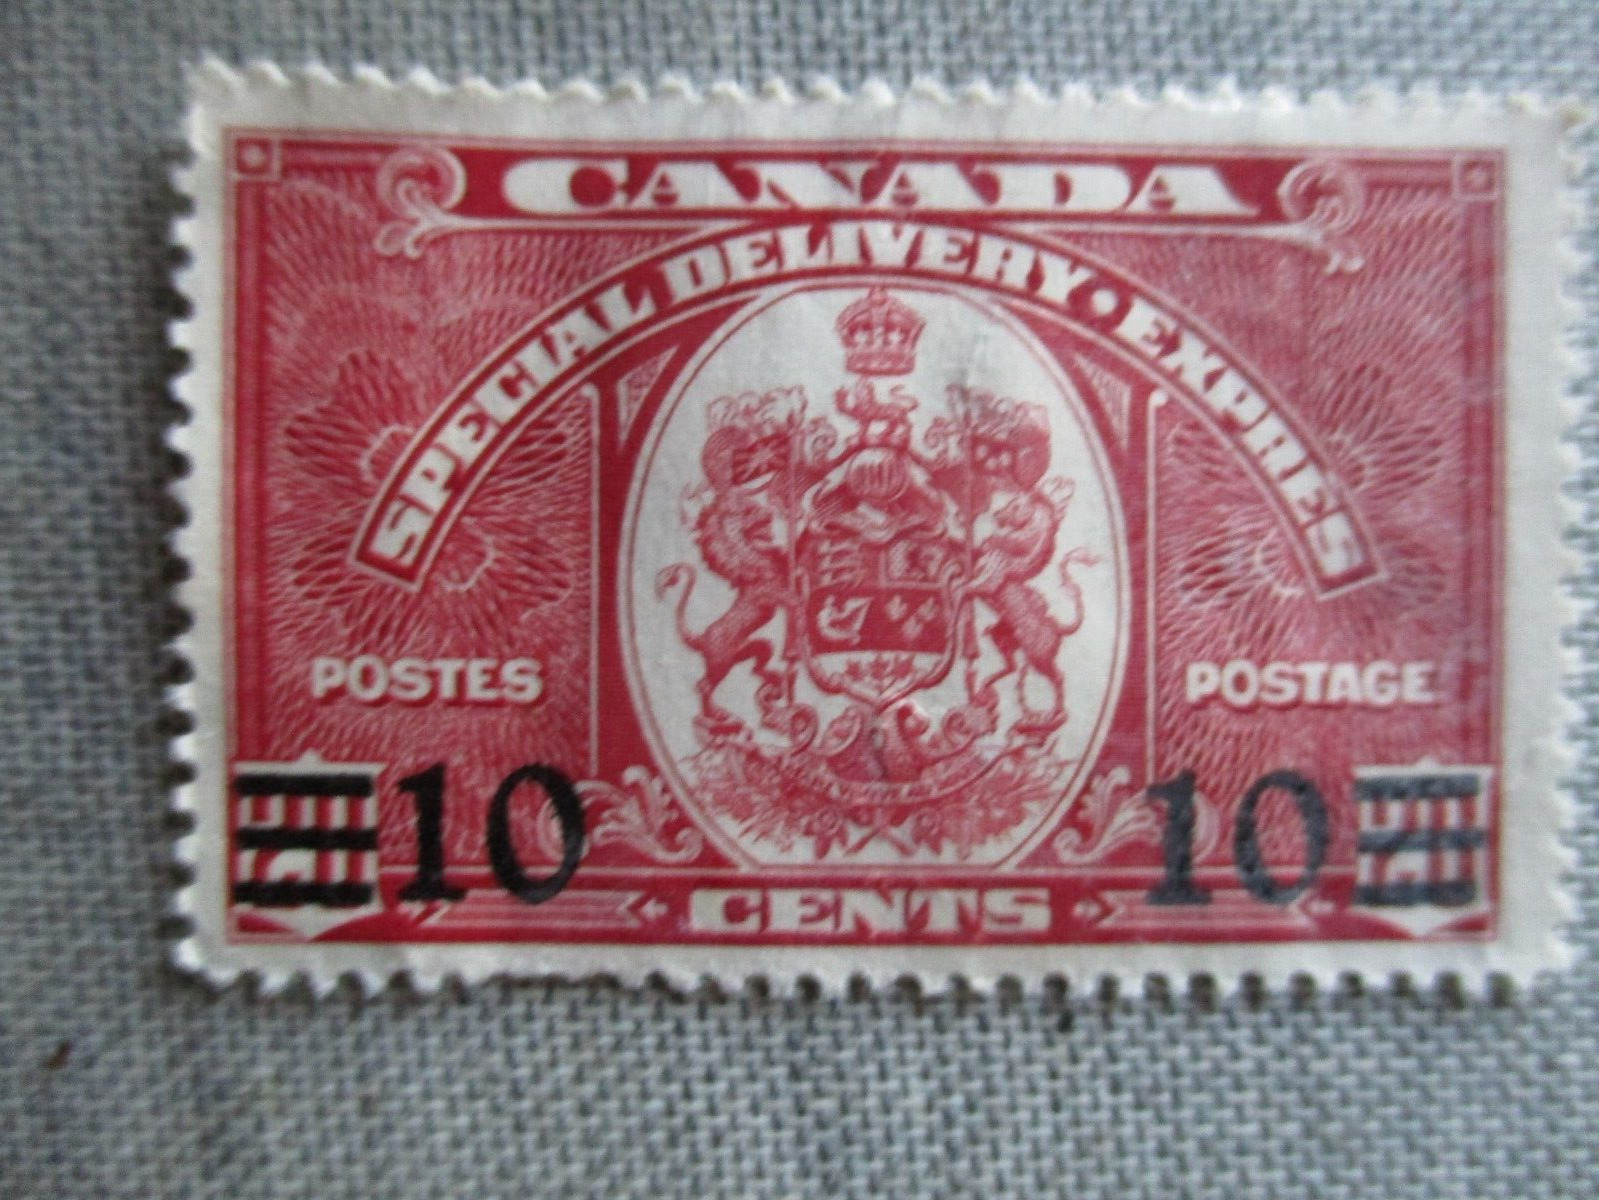 CANADA
SPECIAL DELIVERY · EXPRES
POSTES POSTAGE
10 10
CENTS